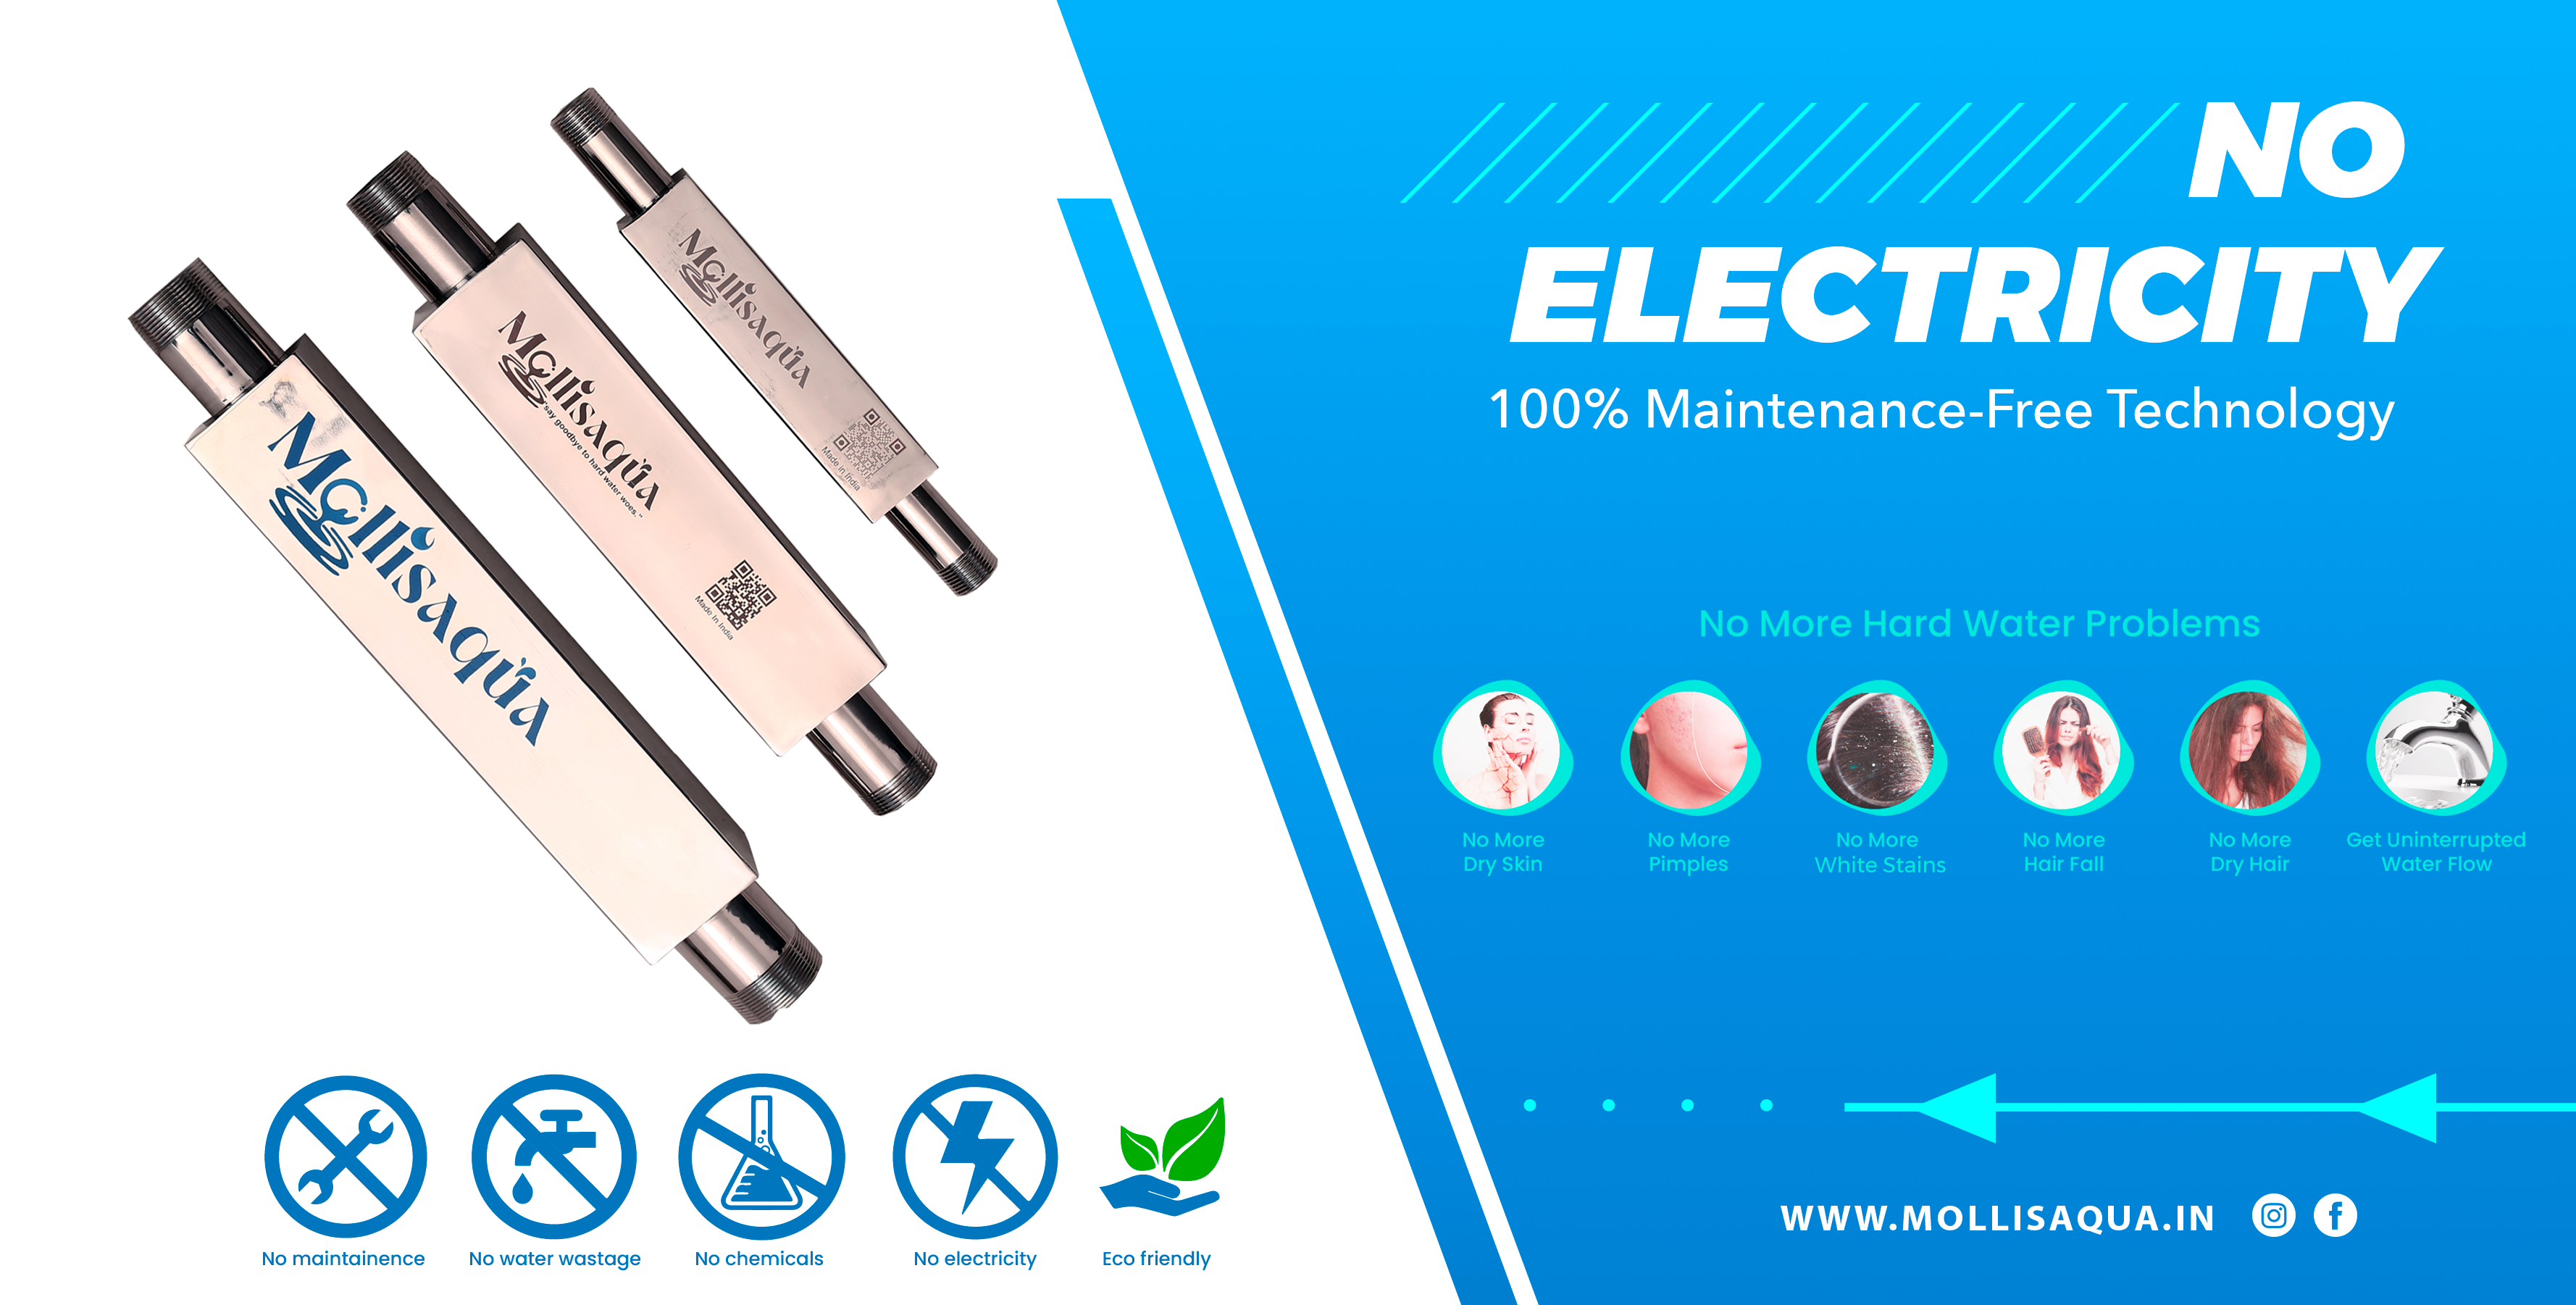 Mollisaqua
Mollisaqua
"say goodbye to hard water woes."
Made In India
Mollisaqua
Made in India
No maintainence
No water wastage
No chemicals
No electricity
Eco friendly
NO
ELECTRICITY
100% Maintenance-Free Technology
No More Hard Water Problems
No More
Dry Skin
No More
Pimples
No More
White Stains
No More
Hair Fall
No More
Dry Hair
Get Uninterrupted
Water Flow
WWW.MOLLISAQUA.IN